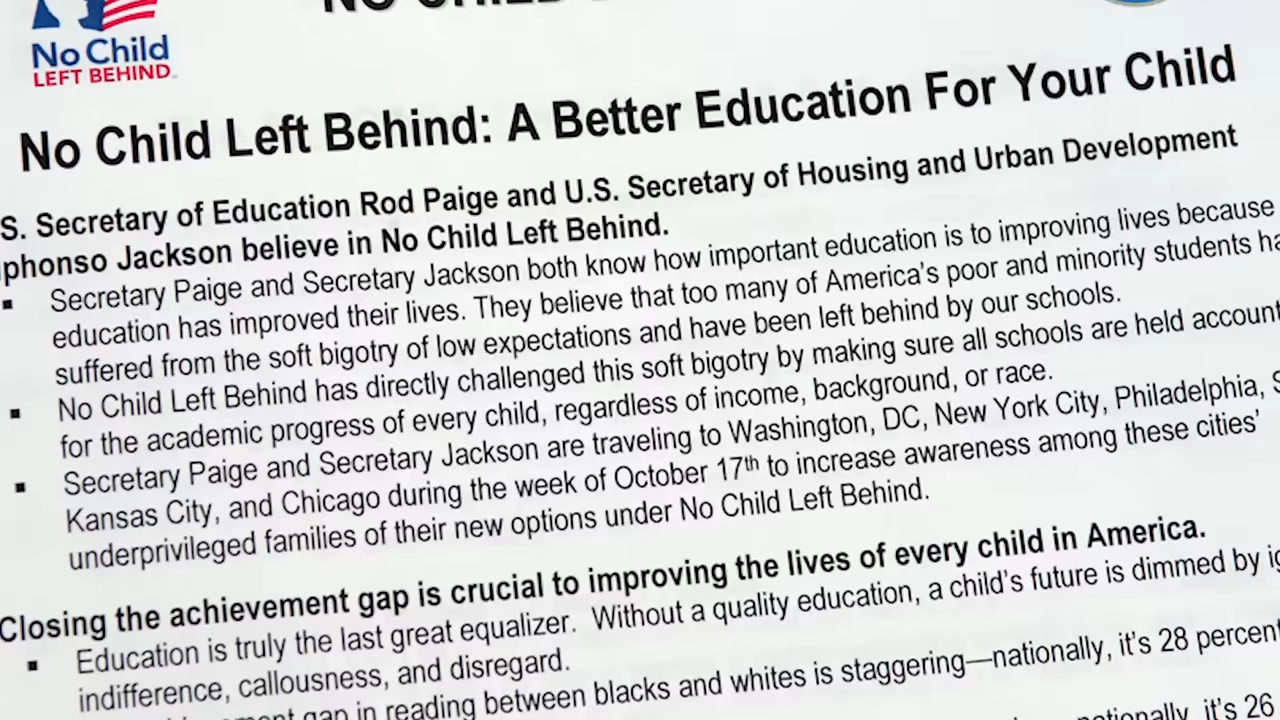 No Child
LEFT BEHIND
No Child Left Behind: A Better Education For Your Child
S. Secretary of Education Rod Paige and U.S. Secretary of Housing and Urban Development
phonso Jackson believe in No Child Left Behind.
▪ Secretary Paige and Secretary Jackson both know how important education is to improving lives because
education has improved their lives. They believe that too many of America's poor and minority students ha
suffered from the soft bigotry of low expectations and have been left behind by our schools.
▪ No Child Left Behind has directly challenged this soft bigotry by making sure all schools are held account
for the academic progress of every child, regardless of income, background, or race.
▪ Secretary Paige and Secretary Jackson are traveling to Washington, DC, New York City, Philadelphia, S
Kansas City, and Chicago during the week of October 17th to increase awareness among these cities'
underprivileged families of their new options under No Child Left Behind.
Closing the achievement gap is crucial to improving the lives of every child in America.
▪ Education is truly the last great equalizer. Without a quality education, a child's future is dimmed by ig
indifference, callousness, and disregard.
gap in reading between blacks and whites is staggering—nationally, it's 28 percent
nationally, it's 26